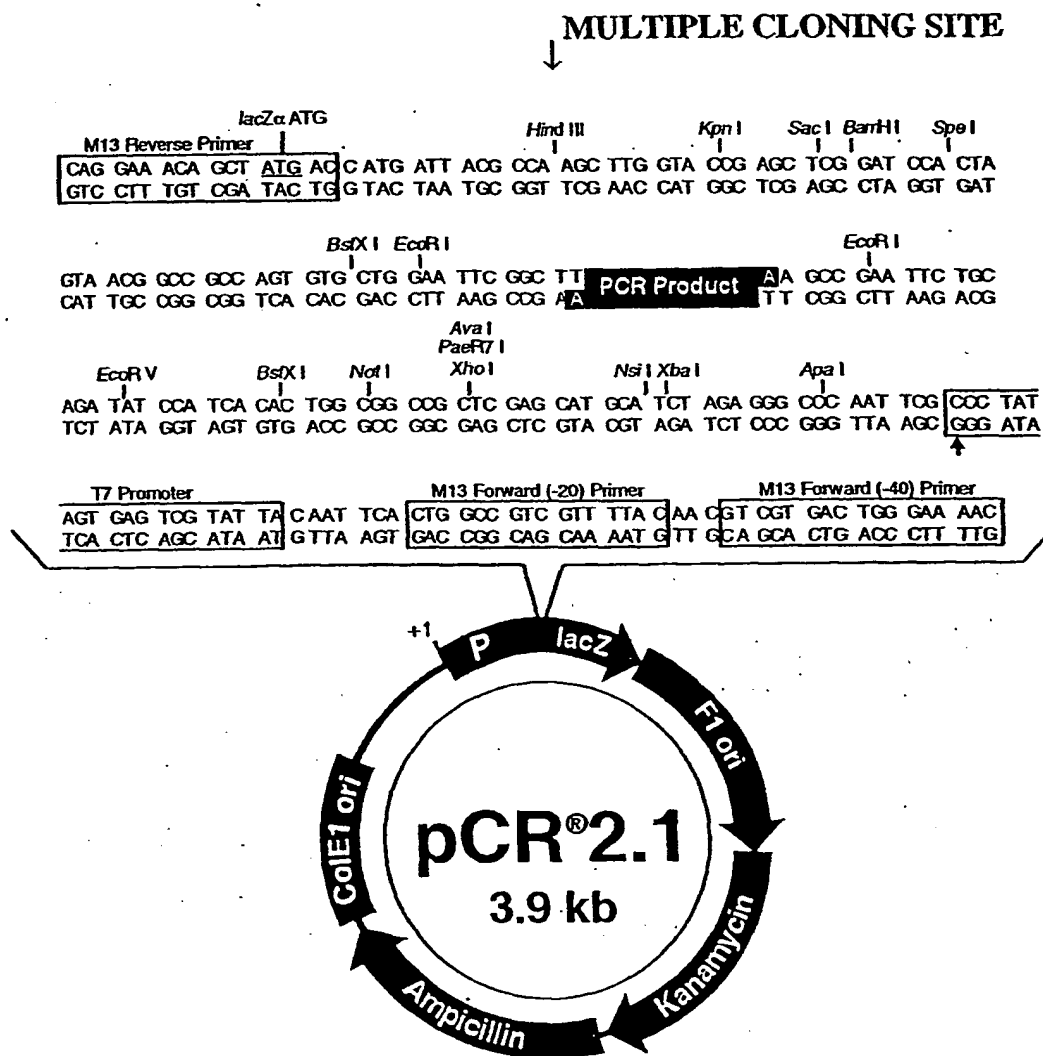 MULTIPLE CLONING SITE
lacZα ATG
M13 Reverse Primer
Hind III Kpn I Sac I BamH I Spe I
CAG GAA ACA GCT ATG AC C ATG ATT ACG CCA AGC TTG GTA CCG AGC TCG GAT CCA CTA
GTC CTT TGT CGA TAC TG G TAC TAA TGC GGT TCG AAC CAT GGC TCG AGC CTA GGT GAT
BstX I EcoR I EcoR I
GTA ACG GCC GCC AGT GTG CTG GAA TTC GGC TT PCR Product A A GCC GAA TTC TGC
CAT TGC CGG CGG TCA CAC GAC CTT AAG CCG A A T T CGG CTT AAG ACG
Ava I
PaeR7 I
EcoR V BstX I Not I Xho I Nsi I Xba I Apa I
AGA TAT CCA TCA CAC TGG CGG CCG CTC GAG CAT GCA TCT AGA GGG CCC AAT TCG CCC TAT
TCT ATA GGT AGT GTG ACC GCC GGC GAG CTC GTA CGT AGA TCT CCC GGG TTA AGC GGG ATA
T7 Promoter M13 Forward (-20) Primer M13 Forward (-40) Primer
AGT GAG TCG TAT TA C AAT TCA CTG GCC GTC GTT TTA C AAC GT CGT GAC TGG GAA AAC
TCA CTC AGC ATA AT G TTA AGT GAC CGG CAG CAA AAT G TTG CA GCA CTG ACC CTT TTG
+1 P lacZ
F1 ori
ColE1 ori
pCR®2.1
3.9 kb
Kanamycin
Ampicillin